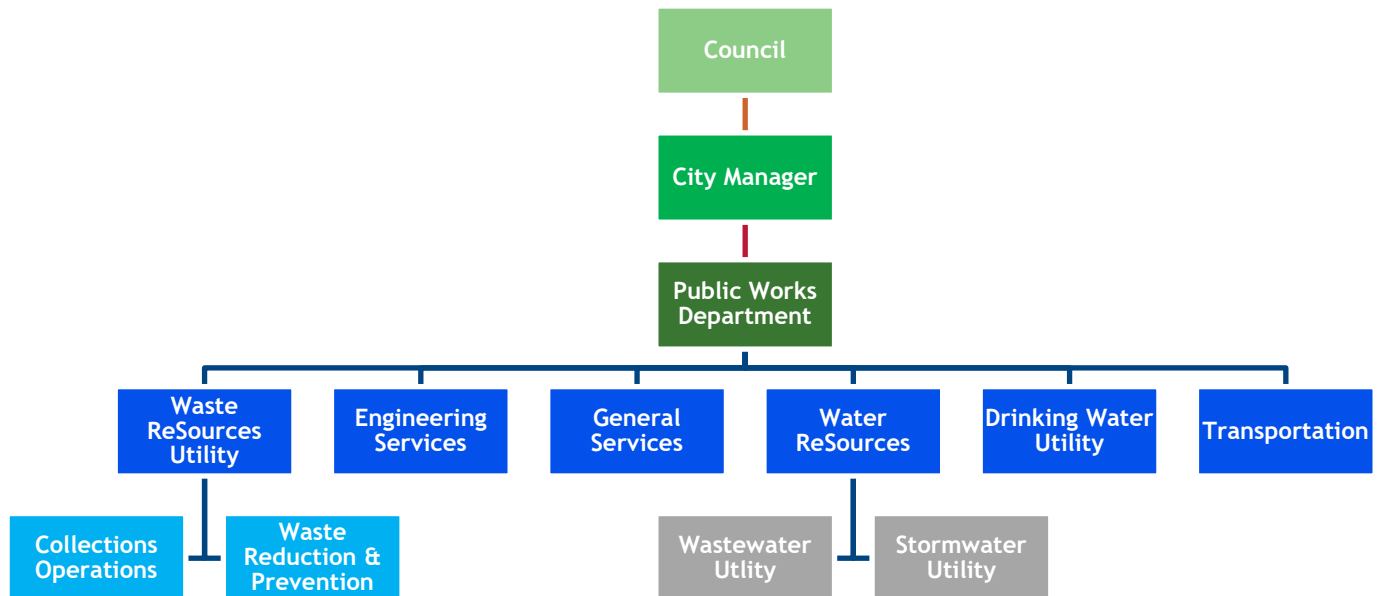 Council
City Manager
Public Works
Department
Waste
ReSources
Utility
Engineering
Services
General
Services
Water
ReSources
Drinking Water
Utility
Transportation
Collections
Operations
Waste
Reduction &
Prevention
Wastewater
Utlity
Stormwater
Utility